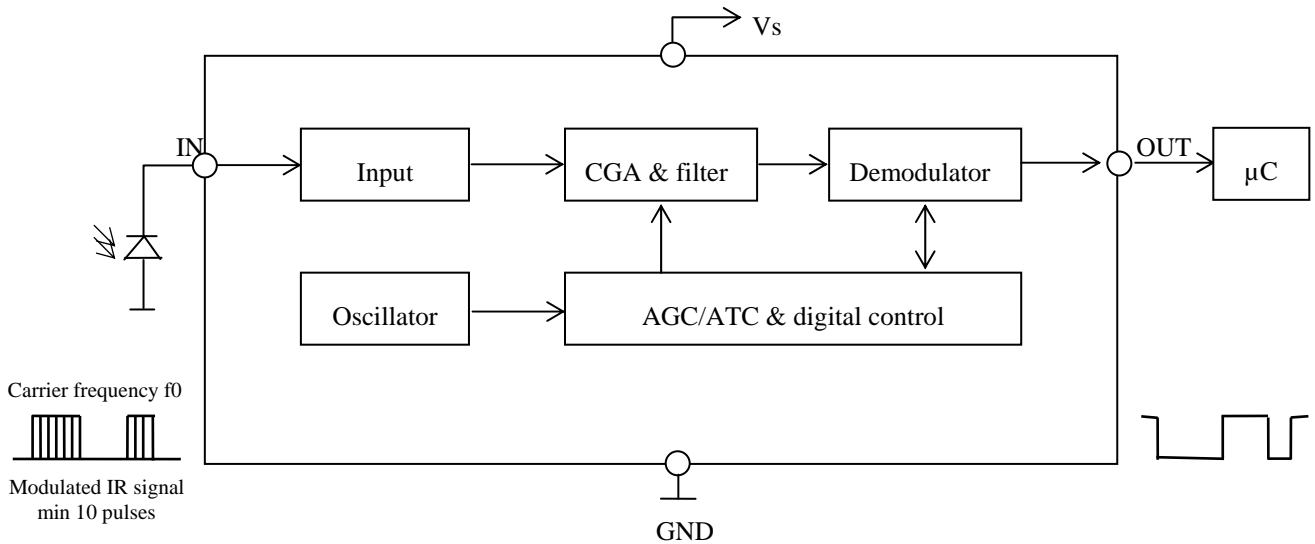 Vs
IN
Input
CGA & filter
Demodulator
OUT
µC
Oscillator
AGC/ATC & digital control
Carrier frequency f0
Modulated IR signal
min 10 pulses
GND